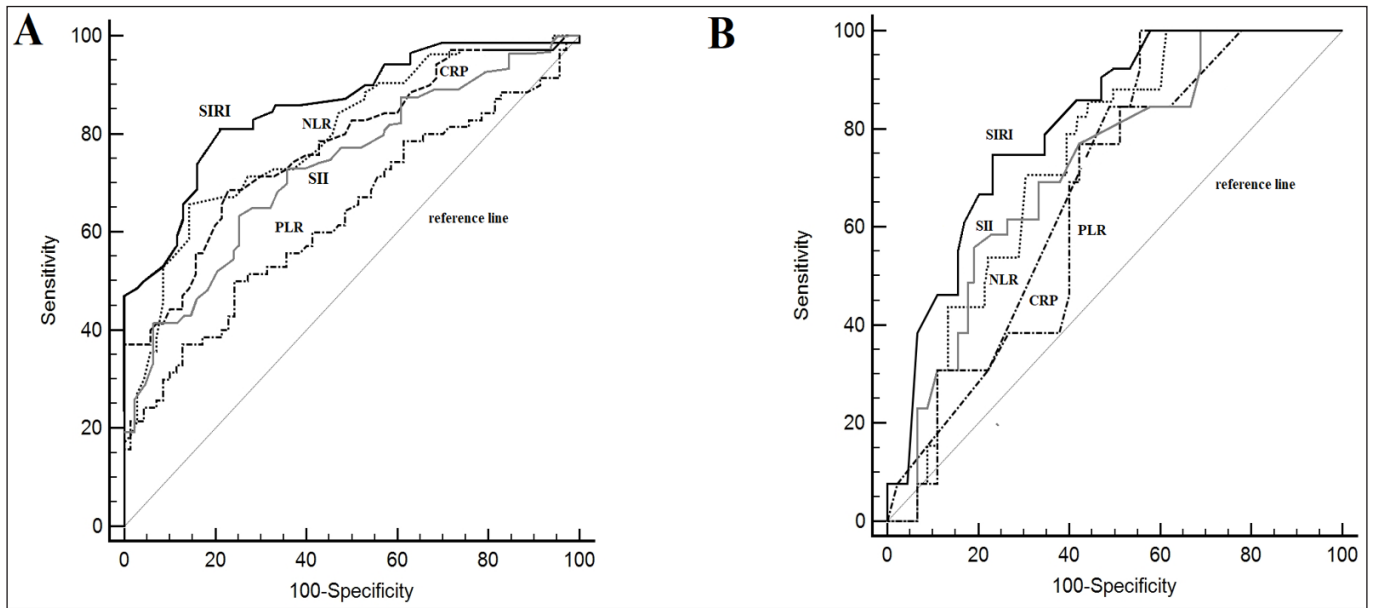 A
100
80
60
40
20
0
Sensitivity
SIRI
CRP
NLR
SII
PLR
reference line
0 20 40 60 80 100
100-Specificity
B
100
80
60
40
20
0
Sensitivity
SIRI
reference line
SII
PLR
NLR
CRP
0 20 40 60 80 100
100-Specificity